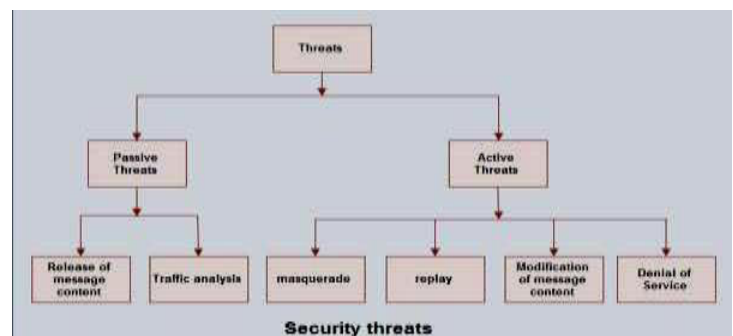 Threats
Passive
Threats
Active
Threats
Release of
message
content
Traffic analysis
masquerade
replay
Modification
of message
content
Denial of
Service
Security threats